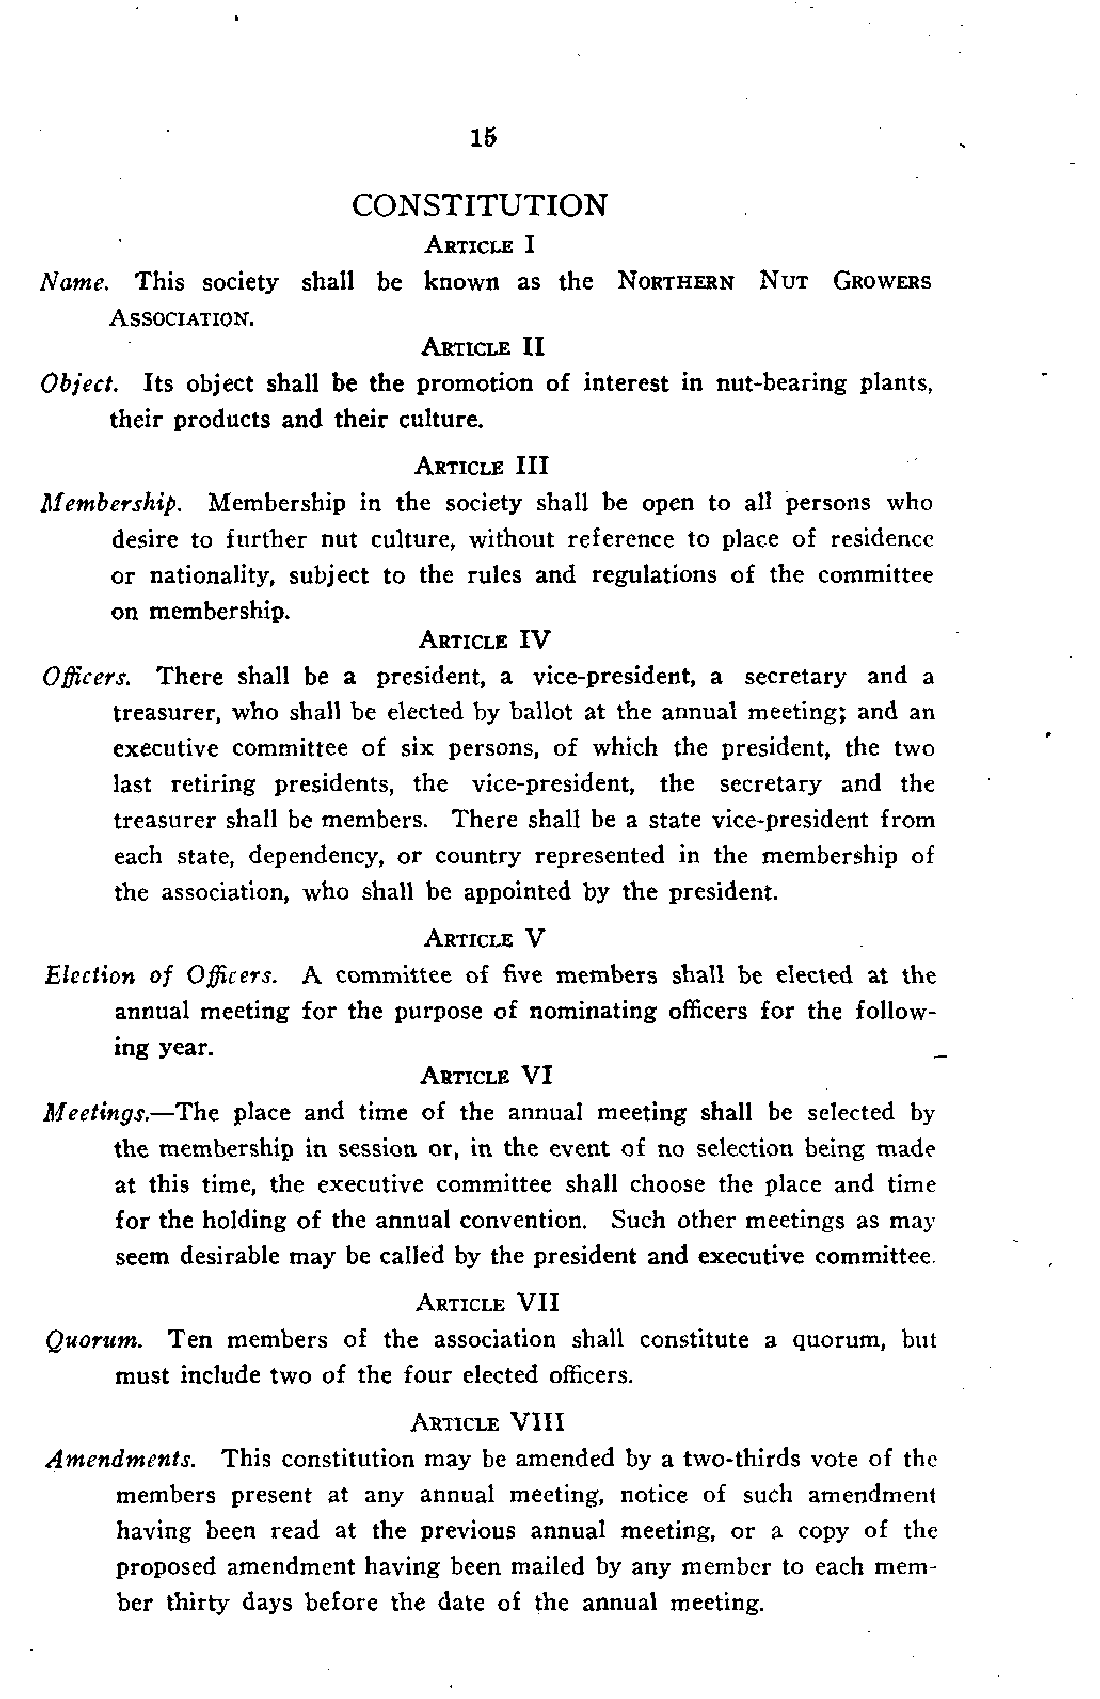 15
CONSTITUTION
ARTICLE I
Name. This society shall be known as the NORTHERN NUT GROWERS
ASSOCIATION.
ARTICLE II
Object. Its object shall be the promotion of interest in nut-bearing plants,
their products and their culture.
ARTICLE III
Membership. Membership in the society shall be open to all persons who
desire to further nut culture, without reference to place of residence
or nationality, subject to the rules and regulations of the committee
on membership.
ARTICLE IV
Officers. There shall be a president, a vice-president, a secretary and a
treasurer, who shall be elected by ballot at the annual meeting; and an
executive committee of six persons, of which the president, the two
last retiring presidents, the vice-president, the secretary and the
treasurer shall be members. There shall be a state vice-president from
each state, dependency, or country represented in the membership of
the association, who shall be appointed by the president.
ARTICLE V
Election of Officers. A committee of five members shall be elected at the
annual meeting for the purpose of nominating officers for the follow-
ing year.
ARTICLE VI
Meetings.—The place and time of the annual meeting shall be selected by
the membership in session or, in the event of no selection being made
at this time, the executive committee shall choose the place and time
for the holding of the annual convention. Such other meetings as may
seem desirable may be called by the president and executive committee.
ARTICLE VII
Quorum. Ten members of the association shall constitute a quorum, but
must include two of the four elected officers.
ARTICLE VIII
Amendments. This constitution may be amended by a two-thirds vote of the
members present at any annual meeting, notice of such amendment
having been read at the previous annual meeting, or a copy of the
proposed amendment having been mailed by any member to each mem-
ber thirty days before the date of the annual meeting.